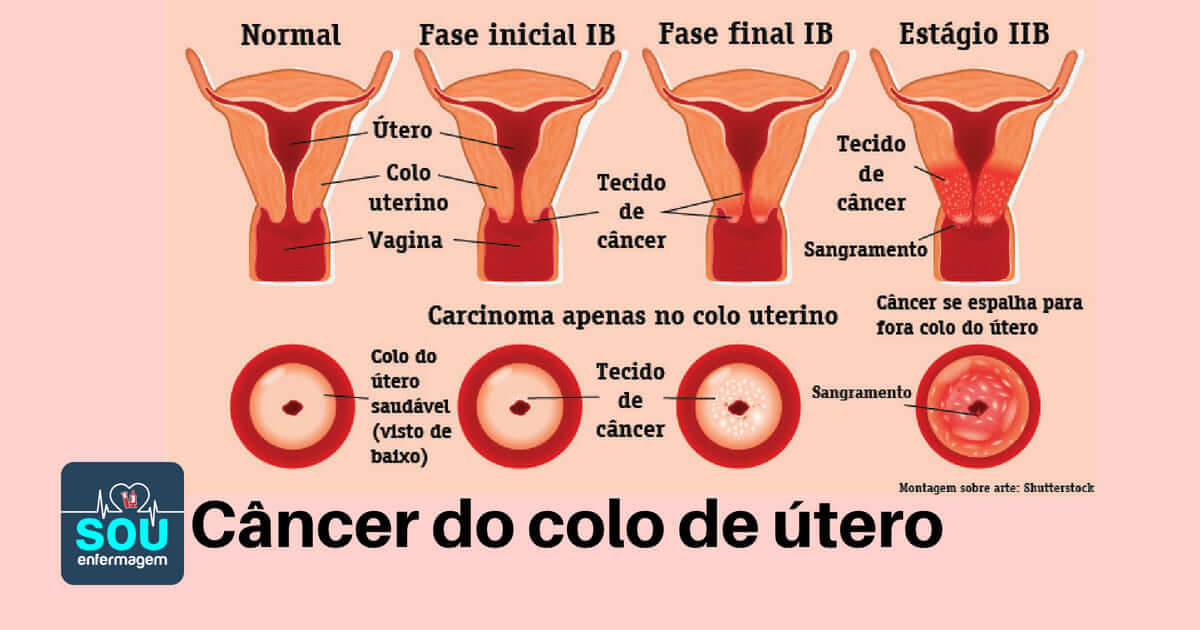 Normal
Fase inicial IB
Fase final IB
Estágio IIB
Útero
Colo
uterino
Vagina
Tecido
de
câncer
Tecido
de
câncer
Sangramento
Carcinoma apenas no colo uterino
Câncer se espalha para
fora colo do útero
Colo do
útero
saudável
(visto de
baixo)
Tecido
de
câncer
Sangramento
Montagem sobre arte: Shutterstock
SOU
enfermagem
Câncer do colo de útero